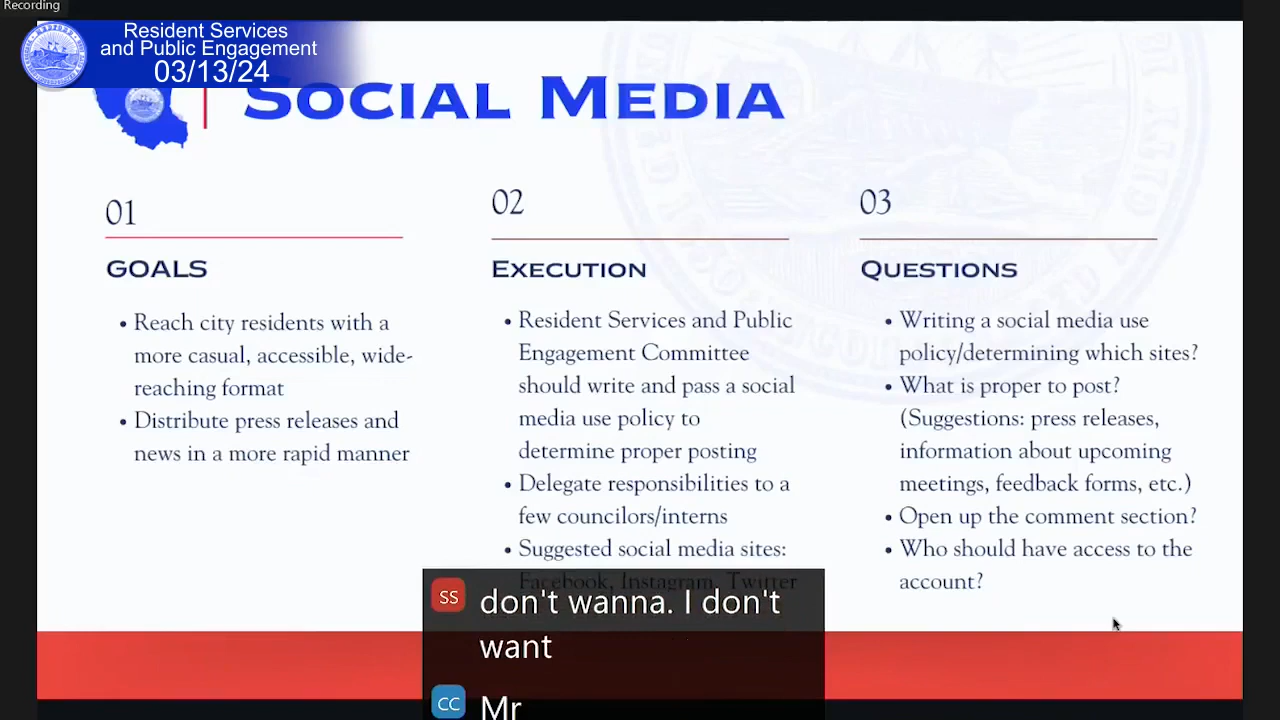 Recording
Resident Services
and Public Engagement
03/13/24
SOCIAL MEDIA
01
GOALS
• Reach city residents with a
more casual, accessible, wide-
reaching format
• Distribute press releases and
news in a more rapid manner
02
EXECUTION
• Resident Services and Public
Engagement Committee
should write and pass a social
media use policy to
determine proper posting
• Delegate responsibilities to a
few councilors/interns
• Suggested social media sites:
Facebook, Instagram, Twitter
03
QUESTIONS
• Writing a social media use
policy/determining which sites?
• What is proper to post?
(Suggestions: press releases,
information about upcoming
meetings, feedback forms, etc.)
• Open up the comment section?
• Who should have access to the
account?
SS
don't wanna. I don't
want
CC
Mr